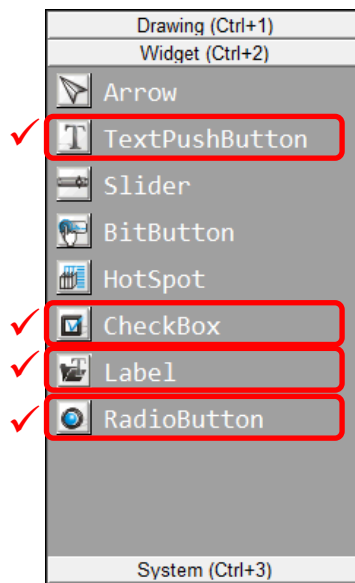 Drawing (Ctrl+1)
Widget (Ctrl+2)
Arrow
TextPushButton
Slider
BitButton
HotSpot
CheckBox
Label
RadioButton
System (Ctrl+3)